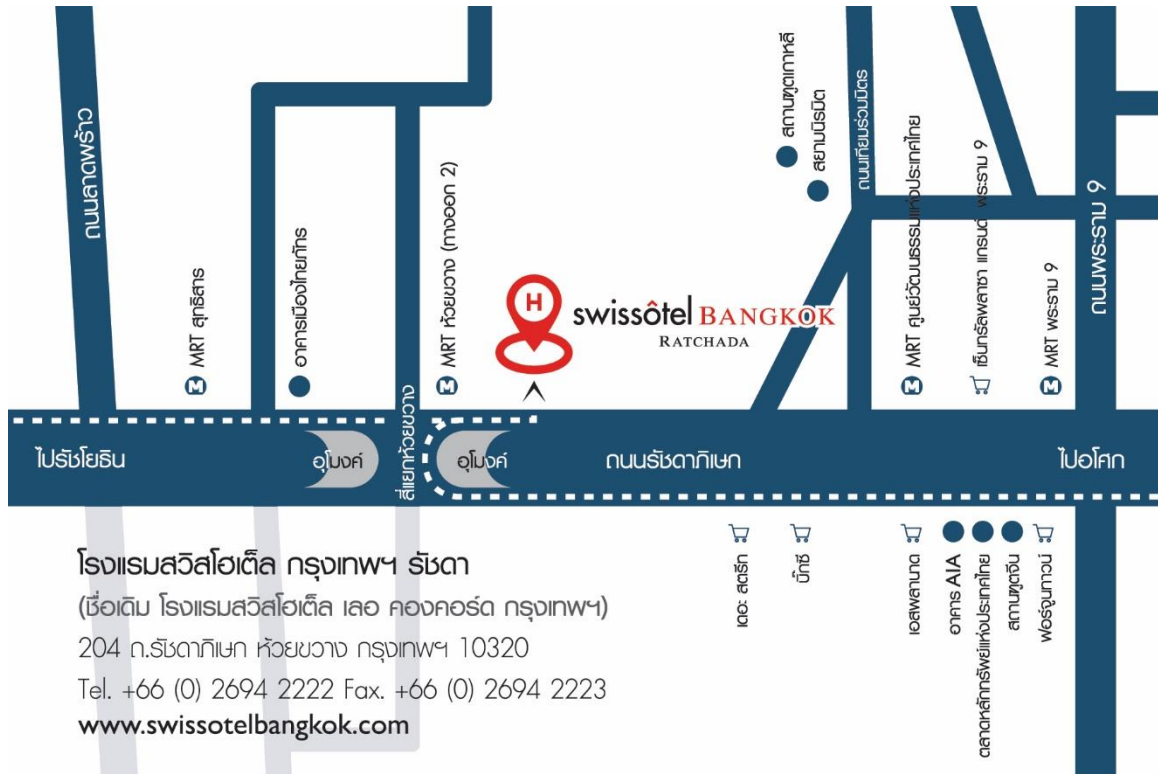 ถนนลาดพร้าว
MRT สุทธิสาร
อาคารเมืองไทยภัทร
MRT ห้วยขวาง (ทางออก 2)
สี่แยกห้วยขวาง
H
swissôtel BANGKOK
RATCHADA
สถานทูตเกาหลี
สยามนิรมิต
ถนนเทียมร่วมมิตร
MRT ศูนย์วัฒนธรรมแห่งประเทศไทย
เซ็นทรัลพลาซา แกรนด์ พระราม 9
MRT พระราม 9
ถนนพระราม 9
ไปรัชโยธิน
อุโมงค์
อุโมงค์
ถนนรัชดาภิเษก
ไปอโศก
เดอะ สตรีท
บิ๊กซี
เอสพลานาด
อาคาร AIA
ตลาดหลักทรัพย์แห่งประเทศไทย
สถานทูตจีน
ฟอร์จูนทาวน์
โรงแรมสวิสโฮเต็ล กรุงเทพฯ รัชดา
(ชื่อเดิม โรงแรมสวิสโฮเต็ล เลอ คองคอร์ด กรุงเทพฯ)
204 ถ.รัชดาภิเษก ห้วยขวาง กรุงเทพฯ 10320
Tel. +66 (0) 2694 2222 Fax. +66 (0) 2694 2223
www.swissotelbangkok.com